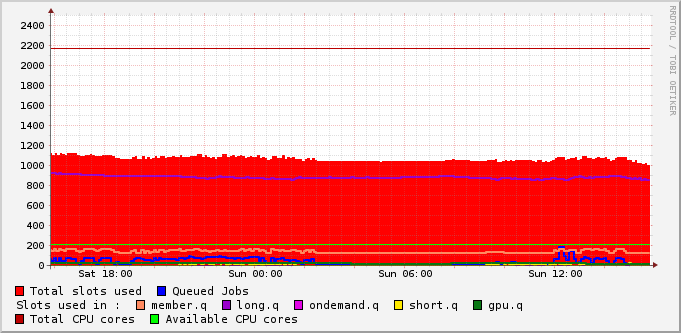 RRDTOOL / TOBI OETIKER
2400
2200
2000
1800
1600
1400
1200
1000
800
600
400
200
0
Sat 18:00 Sun 00:00 Sun 06:00 Sun 12:00
Total slots used Queued Jobs
Slots used in : member.q long.q ondemand.q short.q gpu.q
Total CPU cores Available CPU cores